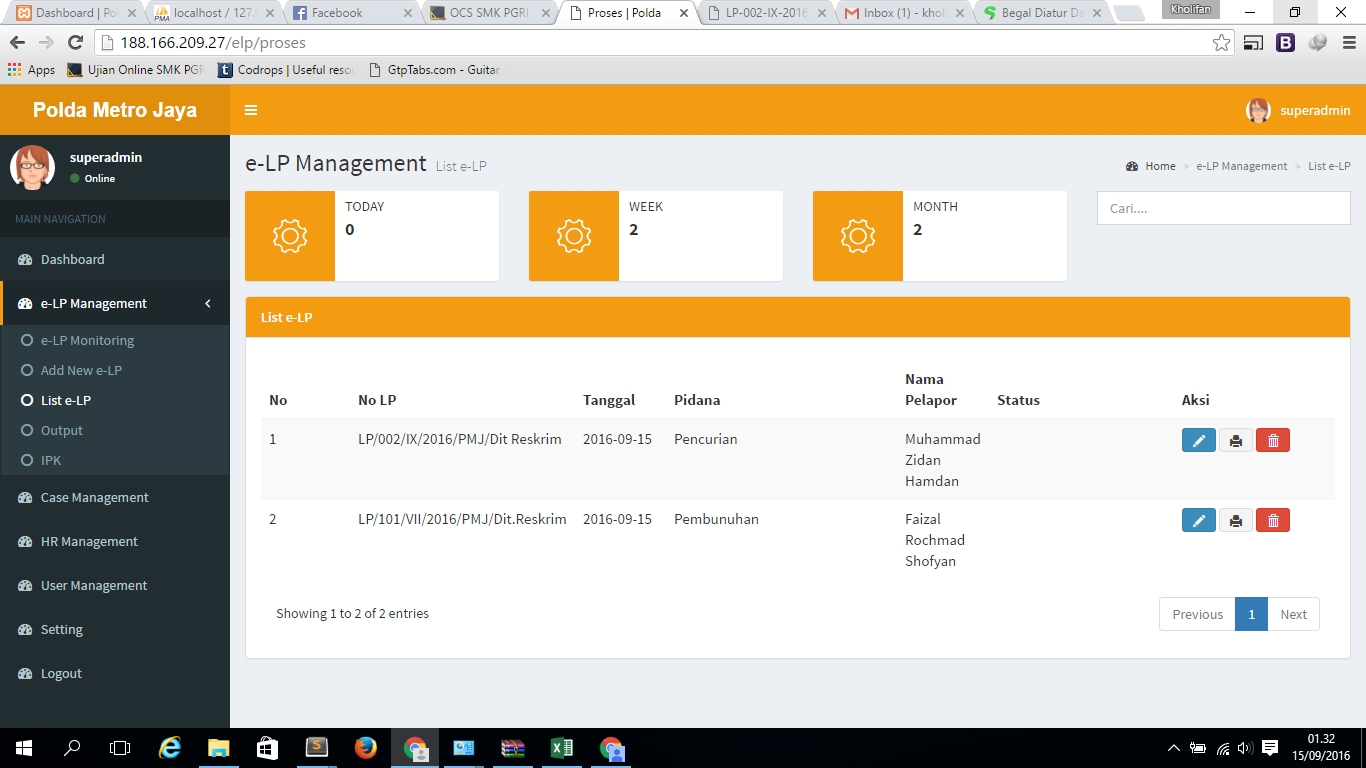 Dashboard | Pol
localhost / 127.
Facebook
OCS SMK PGRI
Proses | Polda
LP-002-IX-2016
Inbox (1) - khol
Begal Diatur Da
Kholifan
188.166.209.27/elp/proses
Apps
Ujian Online SMK PGR
Codrops | Useful reso
GtpTabs.com - Guitar
Polda Metro Jaya
superadmin
superadmin
Online
MAIN NAVIGATION
Dashboard
e-LP Management
e-LP Monitoring
Add New e-LP
List e-LP
Output
IPK
Case Management
HR Management
User Management
Setting
Logout
e-LP Management List e-LP
Home > e-LP Management > List e-LP
TODAY
0
WEEK
2
MONTH
2
Cari....
List e-LP
No No LP Tanggal Pidana Nama Pelapor Status Aksi
1 LP/002/IX/2016/PMJ/Dit Reskrim 2016-09-15 Pencurian Muhammad
Zidan
Hamdan
2 LP/101/VII/2016/PMJ/Dit.Reskrim 2016-09-15 Pembunuhan Faizal
Rochmad
Shofyan
Showing 1 to 2 of 2 entries
Previous 1 Next
01.32
15/09/2016